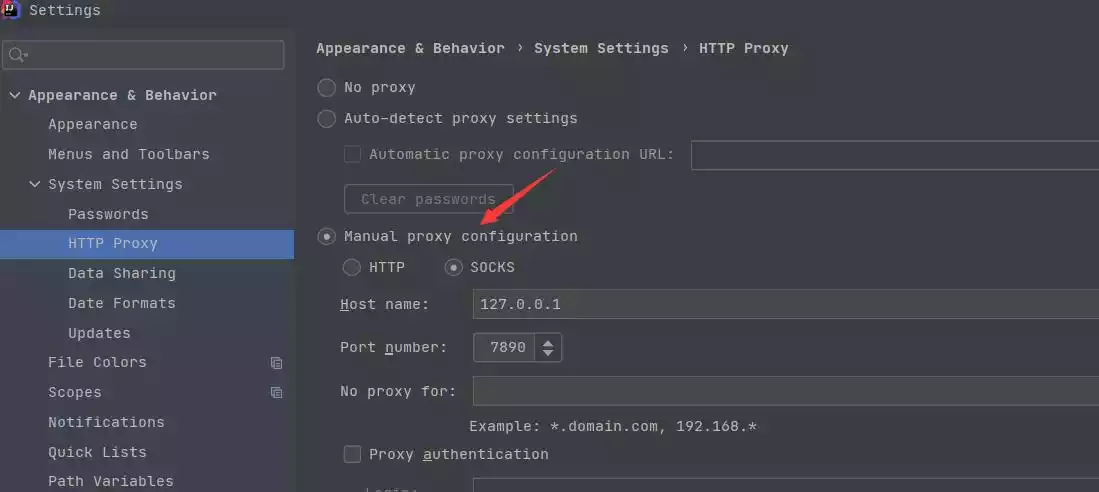 Settings
Appearance & Behavior
Appearance
Menus and Toolbars
System Settings
Passwords
HTTP Proxy
Data Sharing
Date Formats
Updates
File Colors
Scopes
Notifications
Quick Lists
Path Variables
Appearance & Behavior › System Settings › HTTP Proxy
No proxy
Auto-detect proxy settings
Automatic proxy configuration URL:
Clear passwords
Manual proxy configuration
HTTP SOCKS
Host name: 127.0.0.1
Port number: 7890
No proxy for:
Example: *.domain.com, 192.168.*
Proxy authentication